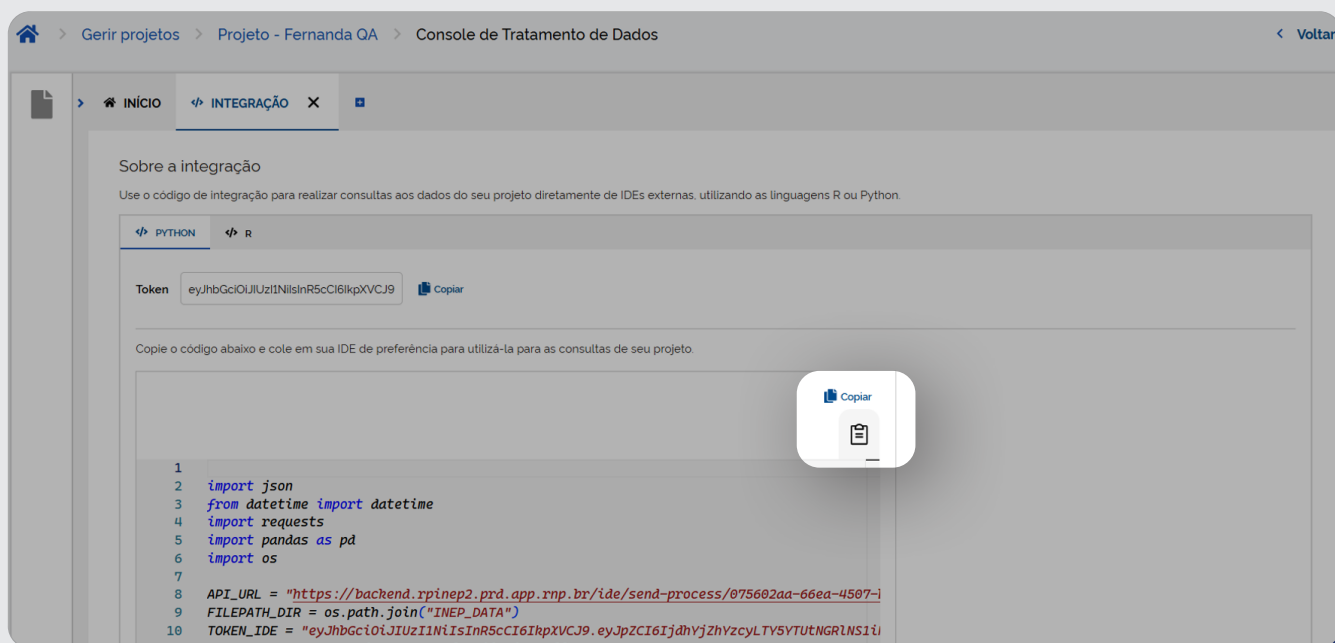 Gerir projetos > Projeto - Fernanda QA > Console de Tratamento de Dados
< Voltar
INÍCIO
</> INTEGRAÇÃO X
Sobre a integração
Use o código de integração para realizar consultas aos dados do seu projeto diretamente de IDEs externas, utilizando as linguagens R ou Python.
</> PYTHON </> R
Token eyJhbGciOiJIUzI1NiIsInR5cCI6IkpXVCJ9 Copiar
Copie o código abaixo e cole em sua IDE de preferência para utilizá-la para as consultas de seu projeto.
Copiar
1
2 import json
3 from datetime import datetime
4 import requests
5 import pandas as pd
6 import os
7
8 API_URL = "https://backend.rpinep2.prd.app.rnp.br/ide/send-process/075602aa-66ea-4507-
9 FILEPATH_DIR = os.path.join("INEP_DATA")
10 TOKEN_IDE = "eyJhbGciOiJIUzI1NiIsInR5cCI6IkpXVCJ9.eyJpZCI6IjdhYjZhYzcyLTY5YTUtNGRlNS1i